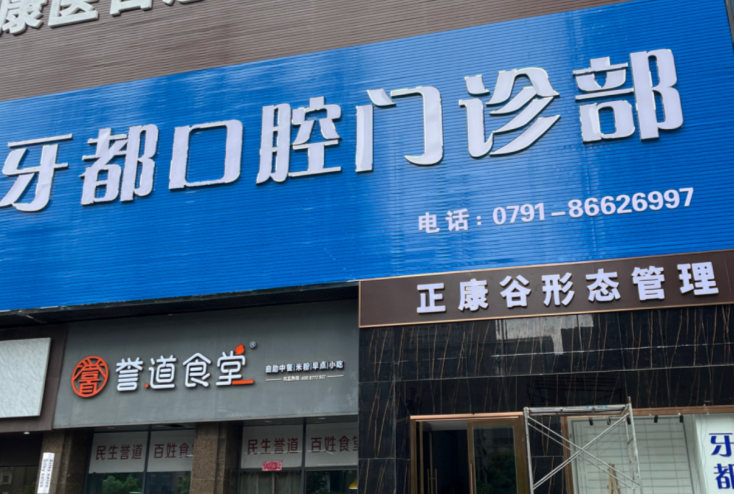 牙都口腔门诊部
电话：0791-86626997
正康谷形态管理
誉道食堂
自助中餐|米粉|早点|小吃
民生誉道 百姓食堂
民生誉道 百姓食堂
牙
都